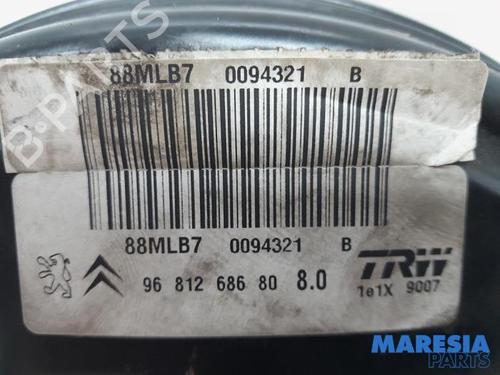 88MLB7 0094321 B
B-PARTS
88MLB7 0094321 B
96 812 686 80 8.0
TRW
1e1X 9007
MARESIA
PARTS